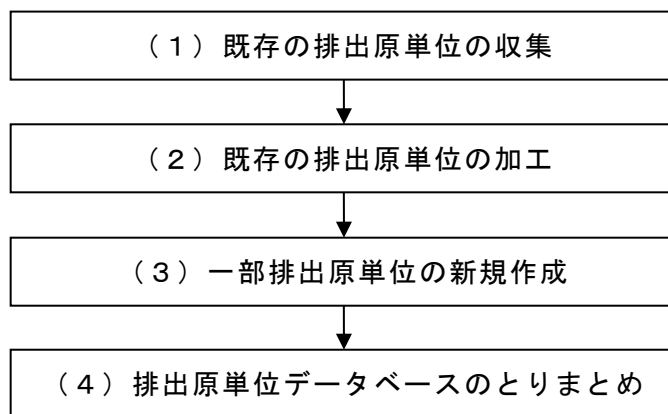 （１）既存の排出原単位の収集
（２）既存の排出原単位の加工
（３）一部排出原単位の新規作成
（４）排出原単位データベースのとりまとめ